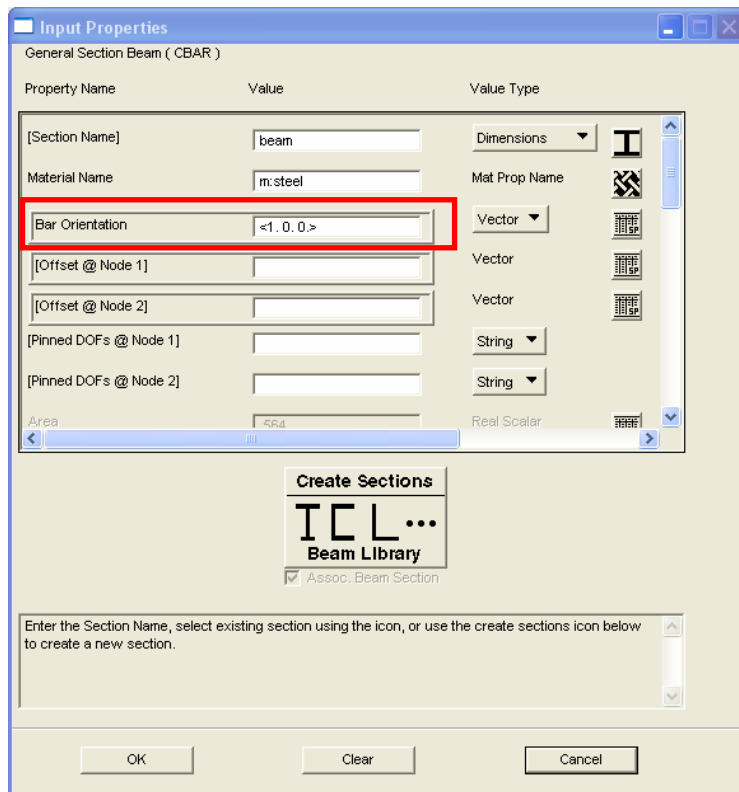 Input Properties
General Section Beam ( CBAR )
Property Name Value Value Type
[Section Name] beam Dimensions
Material Name m:steel Mat Prop Name
Bar Orientation <1. 0. 0.> Vector
SP
[Offset @ Node 1] Vector
SP
[Offset @ Node 2] Vector
SP
[Pinned DOFs @ Node 1] String
[Pinned DOFs @ Node 2] String
Area .564 Real Scalar
Create Sections
Beam Library
Assoc. Beam Section
Enter the Section Name, select existing section using the icon, or use the create sections icon below
to create a new section.
OK Clear Cancel